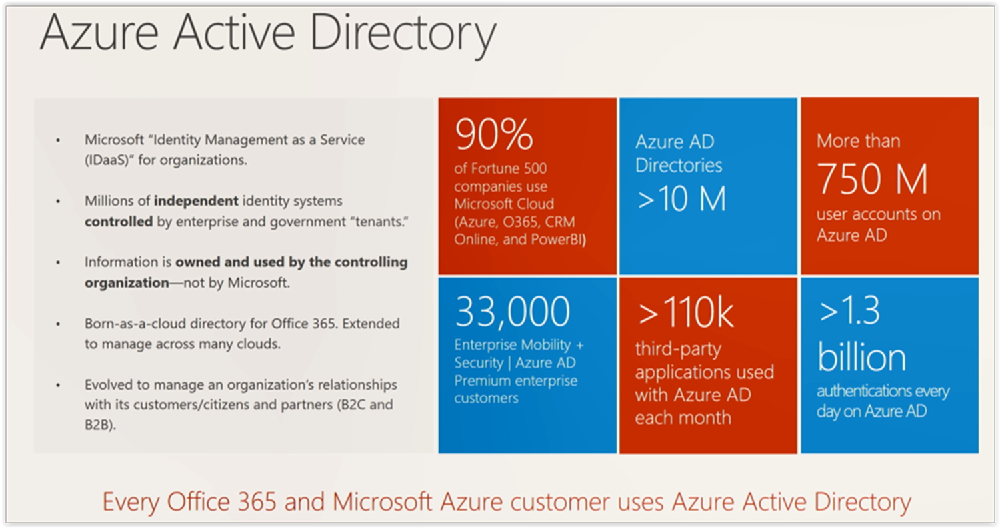 Azure Active Directory
• Microsoft “Identity Management as a Service
(IDaaS)” for organizations.
• Millions of independent identity systems
controlled by enterprise and government “tenants.”
• Information is owned and used by the controlling
organization—not by Microsoft.
• Born-as-a-cloud directory for Office 365. Extended
to manage across many clouds.
• Evolved to manage an organization’s relationships
with its customers/citizens and partners (B2C and
B2B).
90%
of Fortune 500
companies use
Microsoft Cloud
(Azure, O365, CRM
Online, and PowerBI)
Azure AD
Directories
>10 M
More than
750 M
user accounts on
Azure AD
33,000
Enterprise Mobility +
Security | Azure AD
Premium enterprise
customers
>110k
third-party
applications used
with Azure AD
each month
>1.3
billion
authentications every
day on Azure AD
Every Office 365 and Microsoft Azure customer uses Azure Active Directory